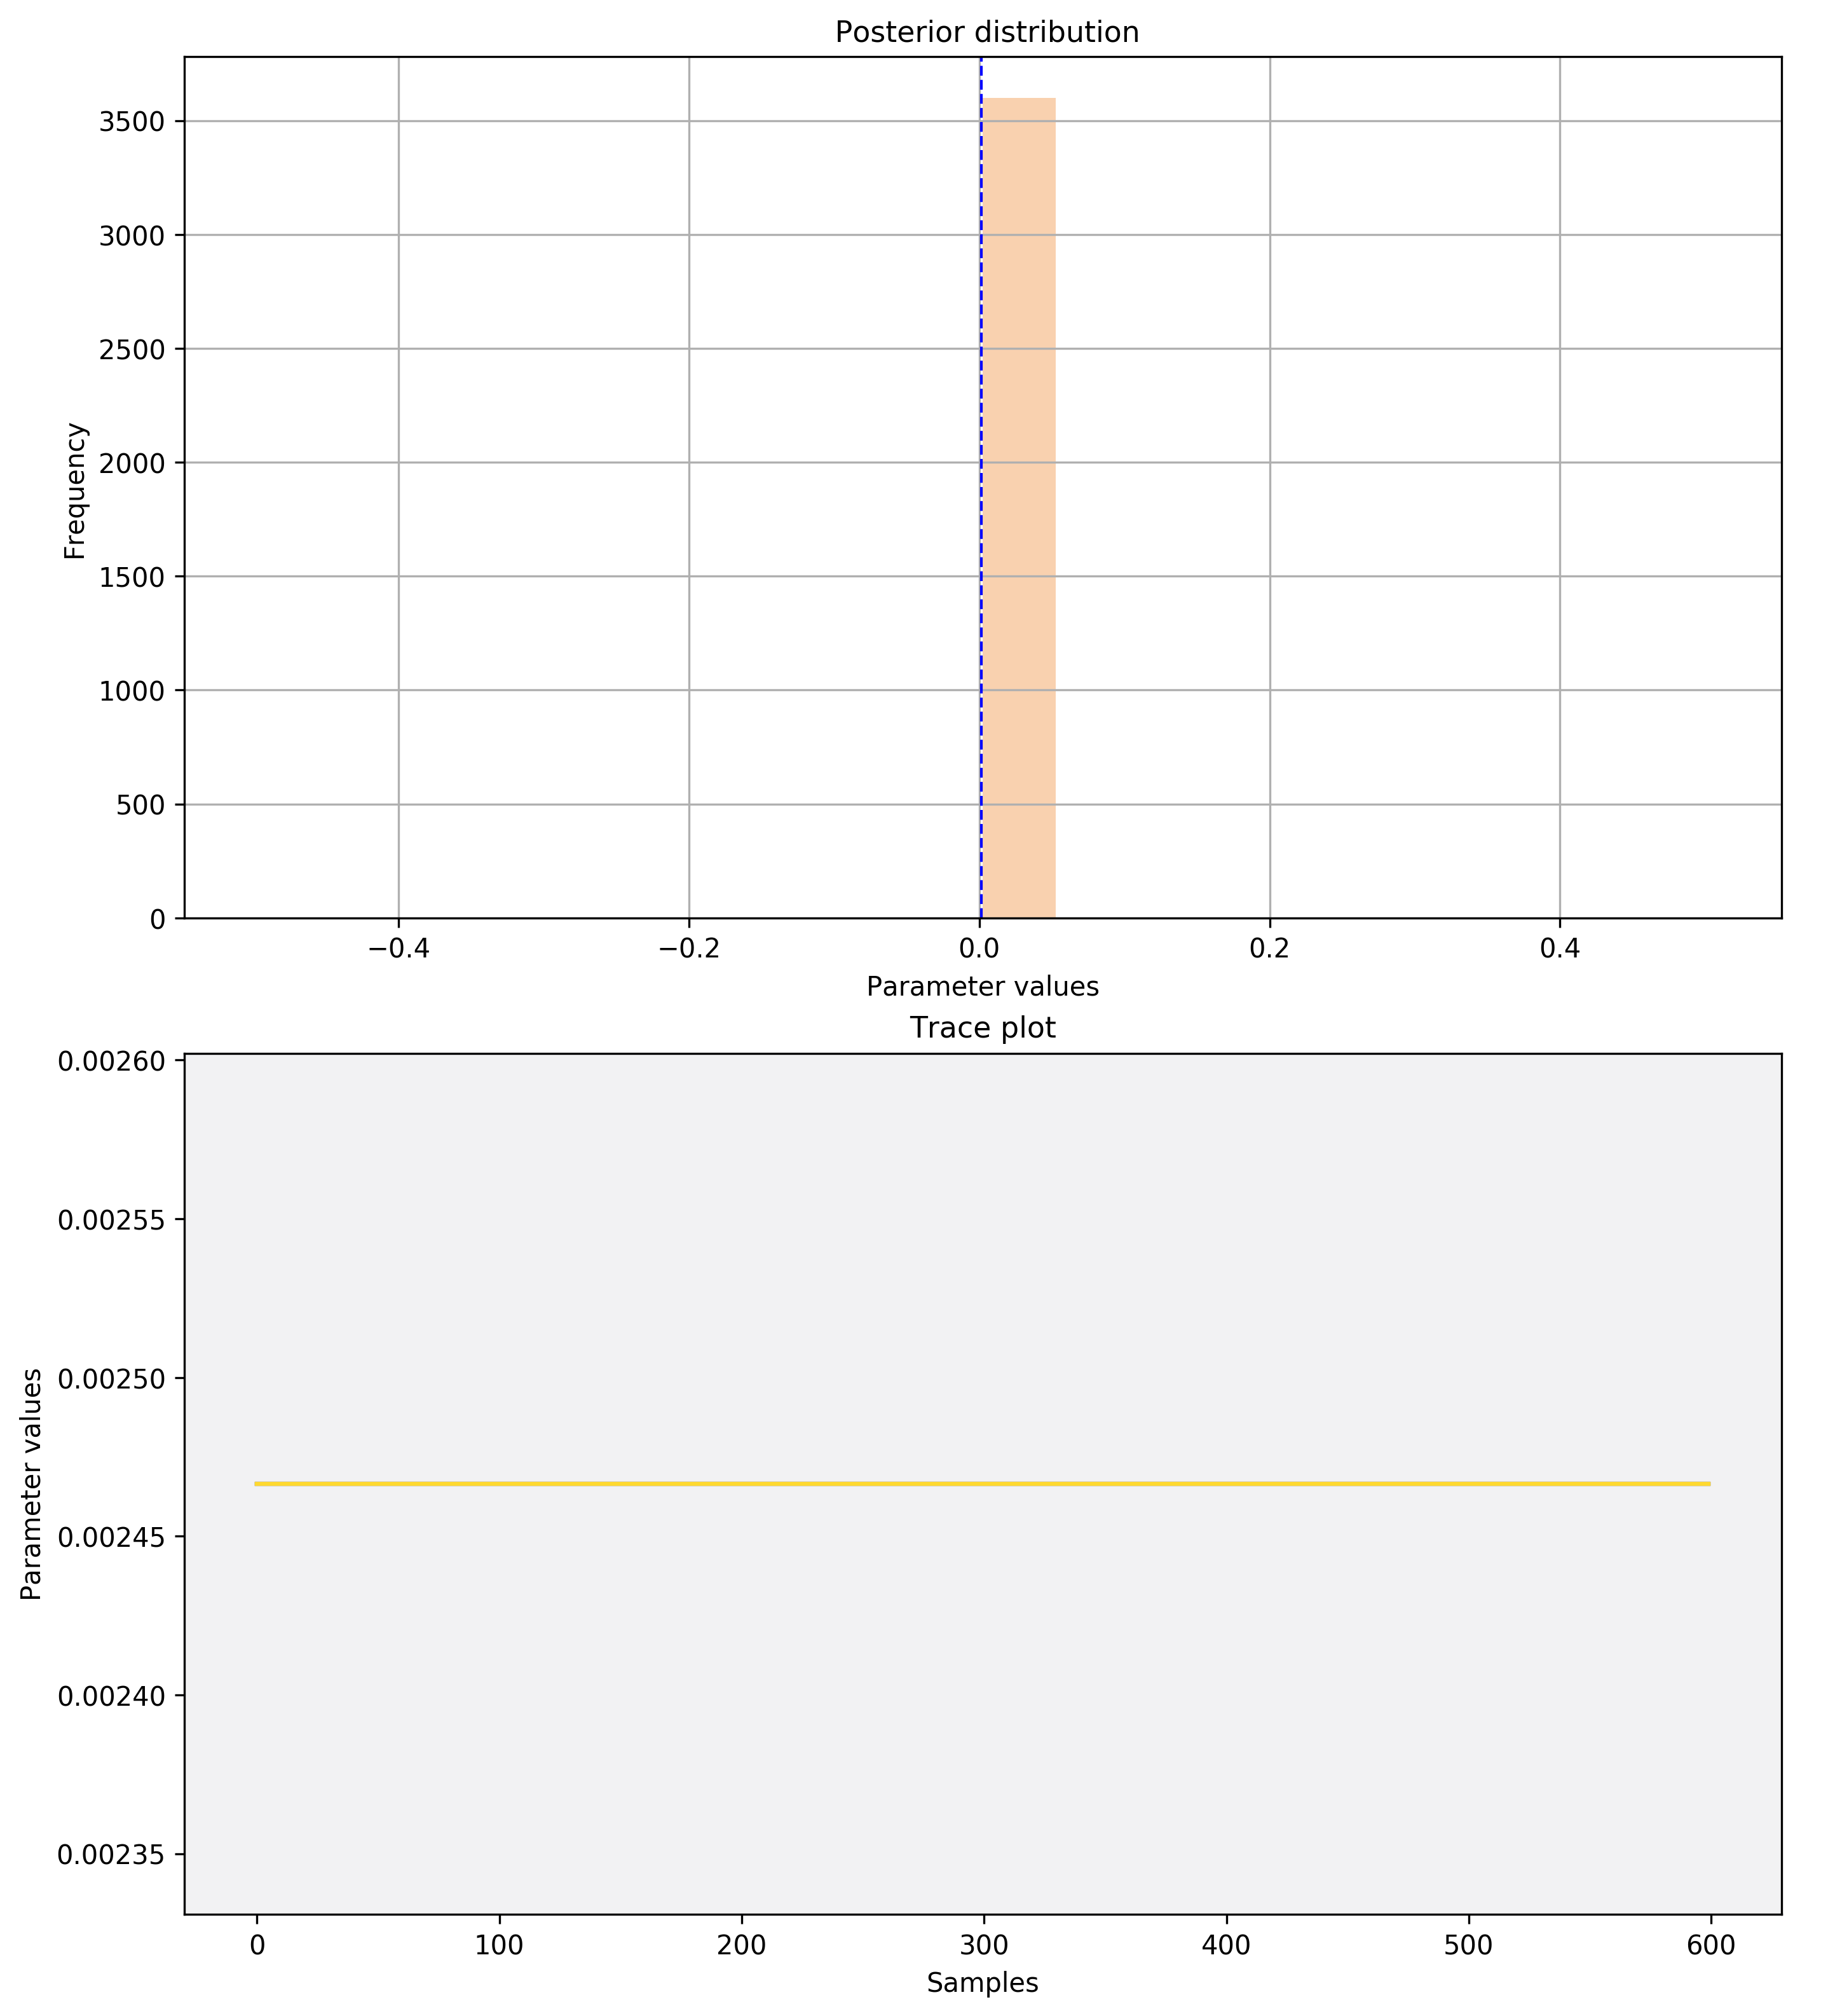 Posterior distribution
3500
3000
2500
2000
1500
1000
500
0
Frequency
−0.4 −0.2 0.0 0.2 0.4
Parameter values
Trace plot
0.00260
0.00255
0.00250
0.00245
0.00240
0.00235
Parameter values
0 100 200 300 400 500 600
Samples